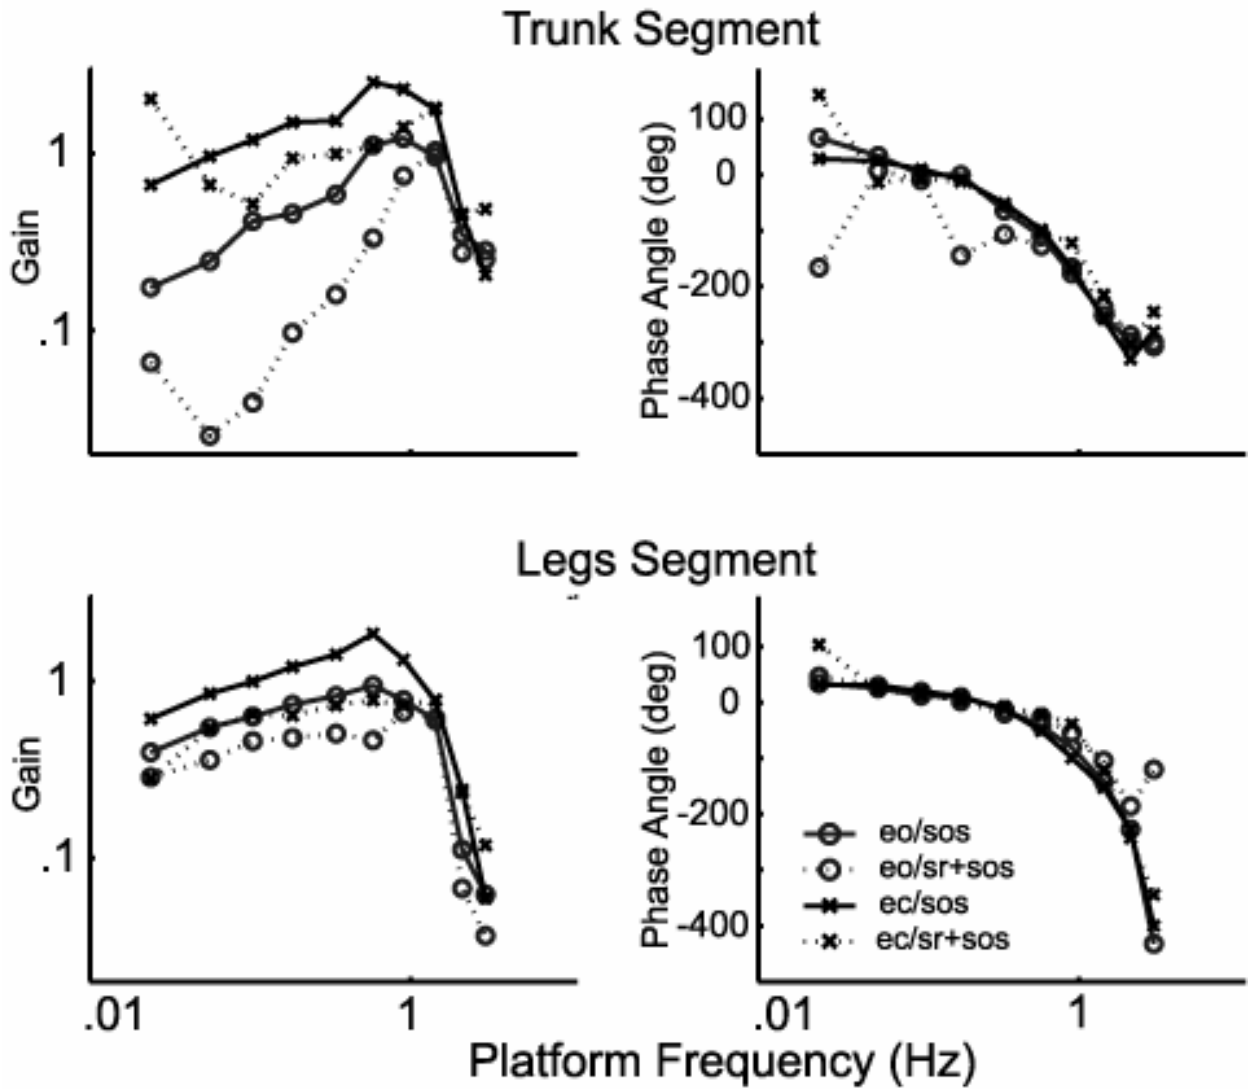 Trunk Segment
Gain
1
.1
Phase Angle (deg)
100
0
-200
-400
Legs Segment
Gain
1
.1
.01
1
Phase Angle (deg)
100
0
-200
-400
eo/sos
eo/sr+sos
ec/sos
ec/sr+sos
.01
1
Platform Frequency (Hz)